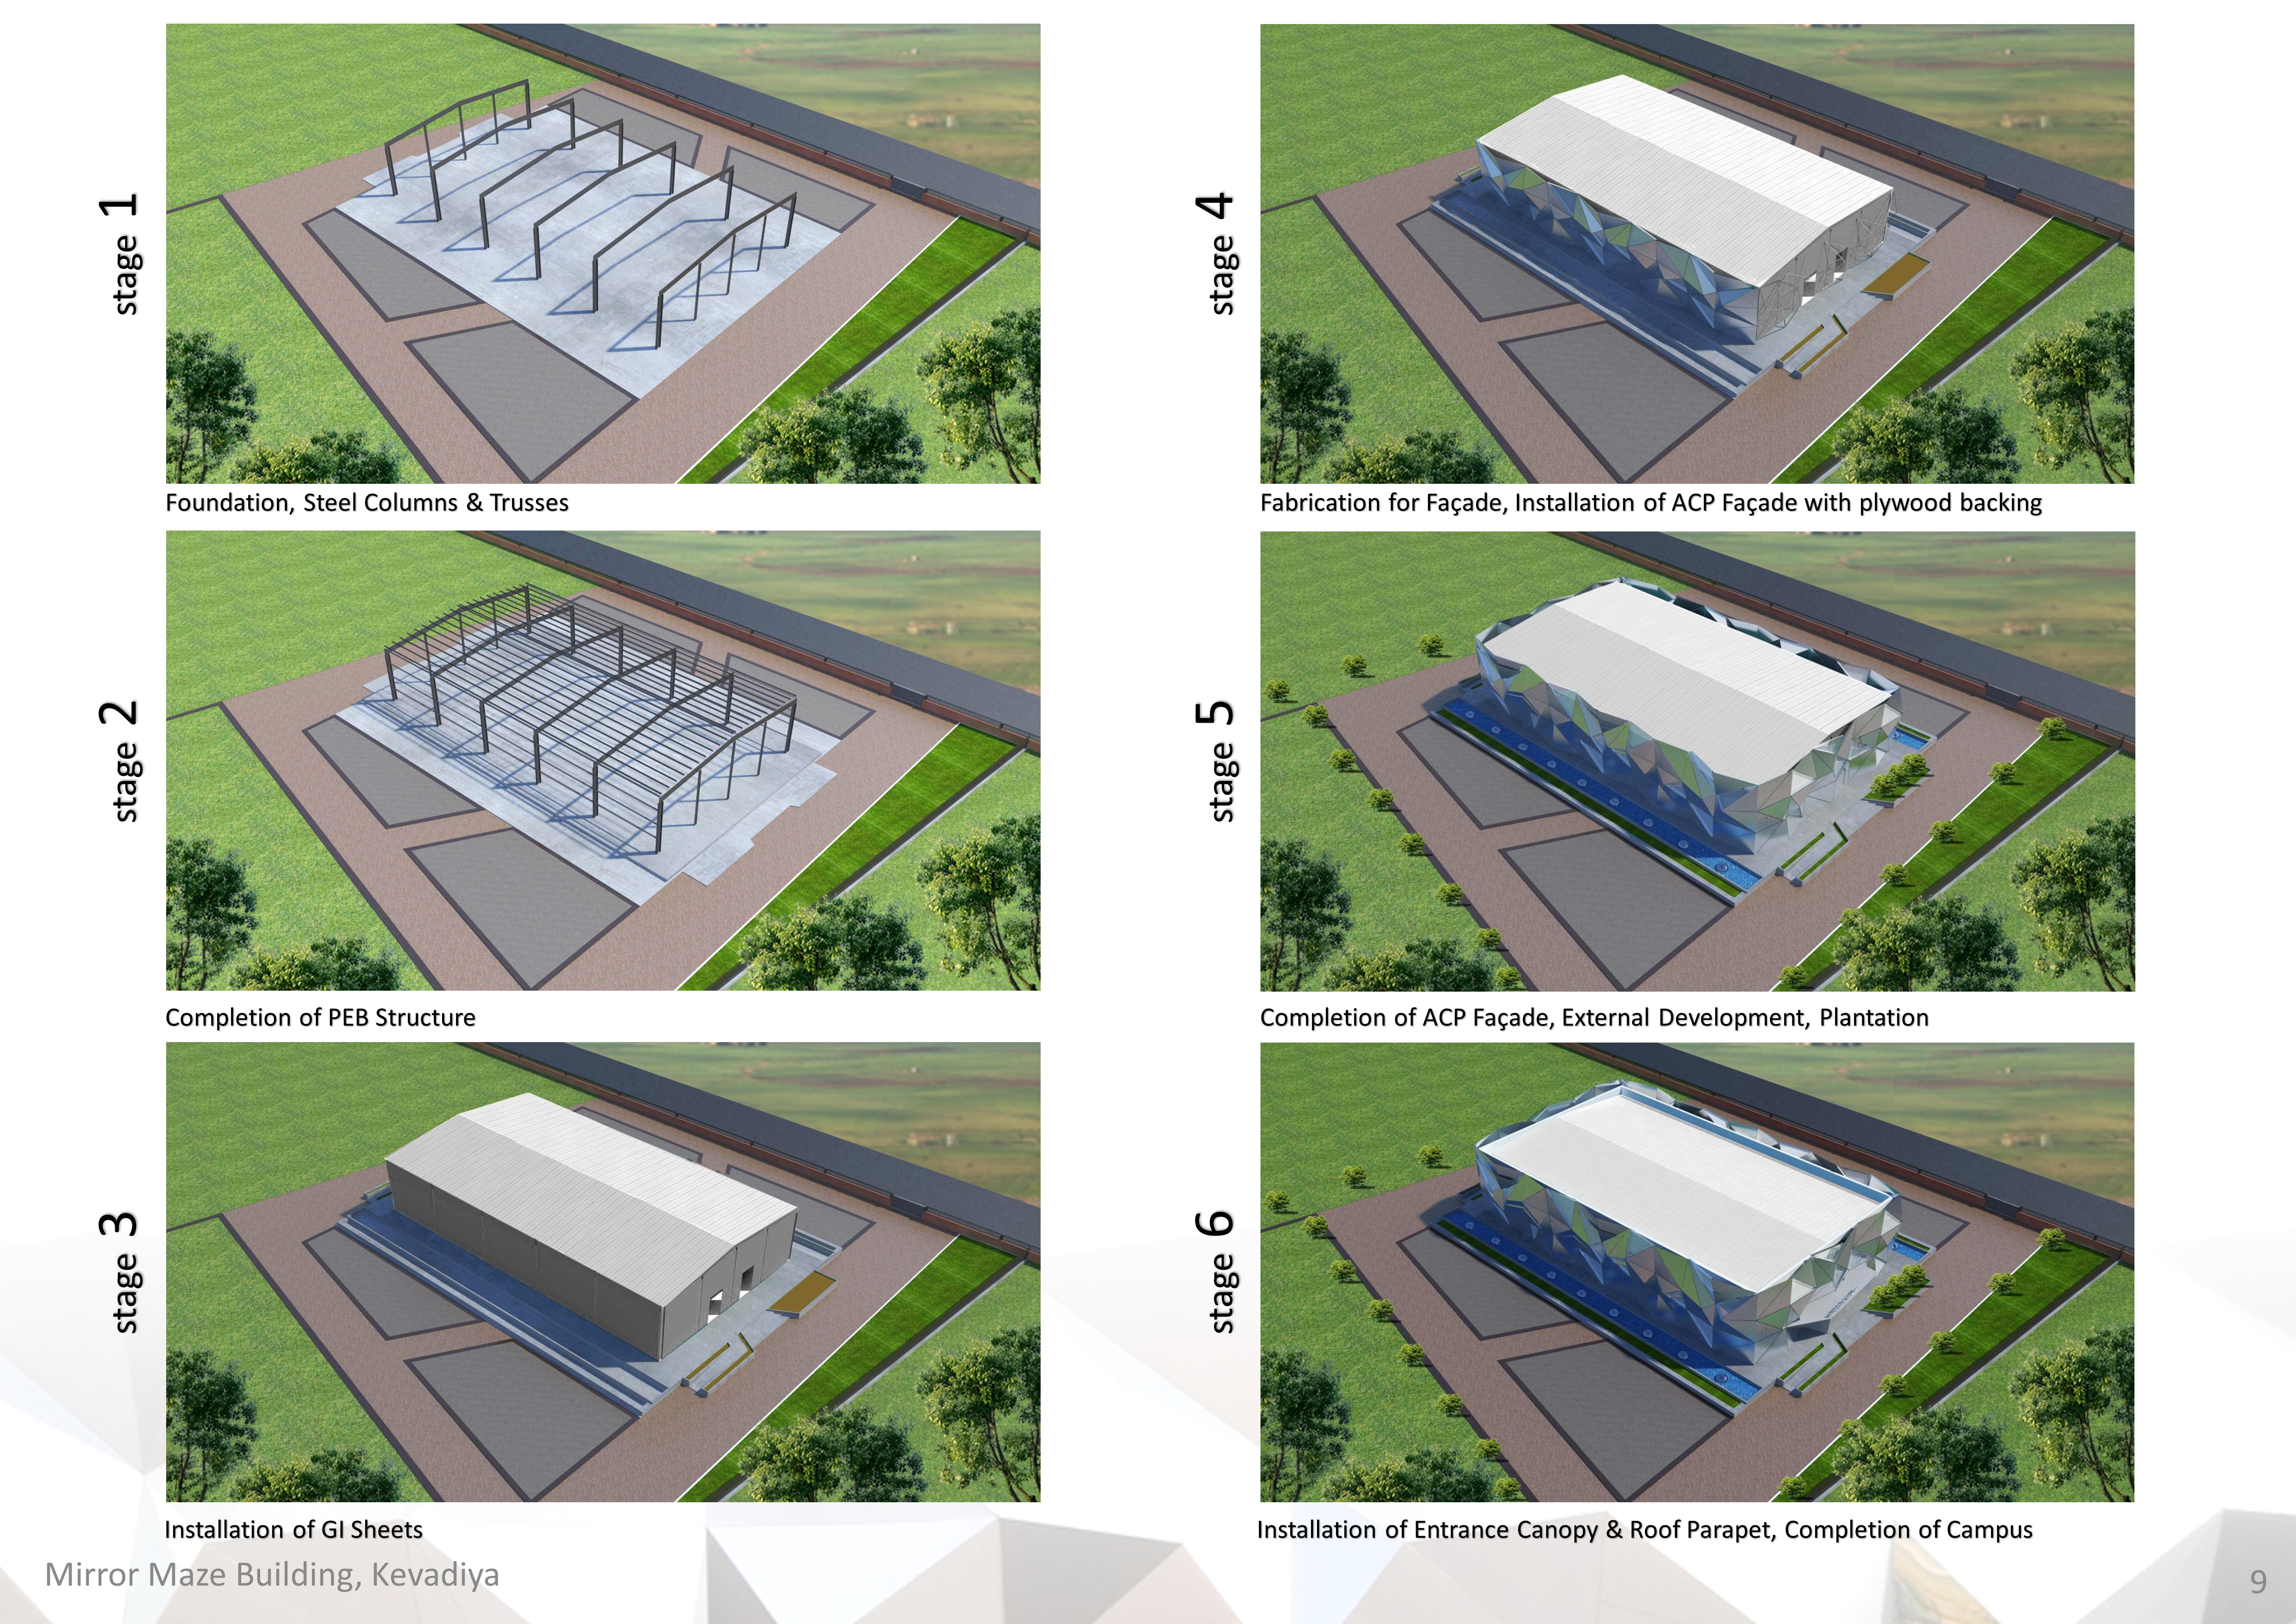 stage 1
Foundation, Steel Columns & Trusses
stage 2
Completion of PEB Structure
stage 3
Installation of GI Sheets
stage 4
Fabrication for Façade, Installation of ACP Façade with plywood backing
stage 5
Completion of ACP Façade, External Development, Plantation
stage 6
Installation of Entrance Canopy & Roof Parapet, Completion of Campus
Mirror Maze Building, Kevadiya
9